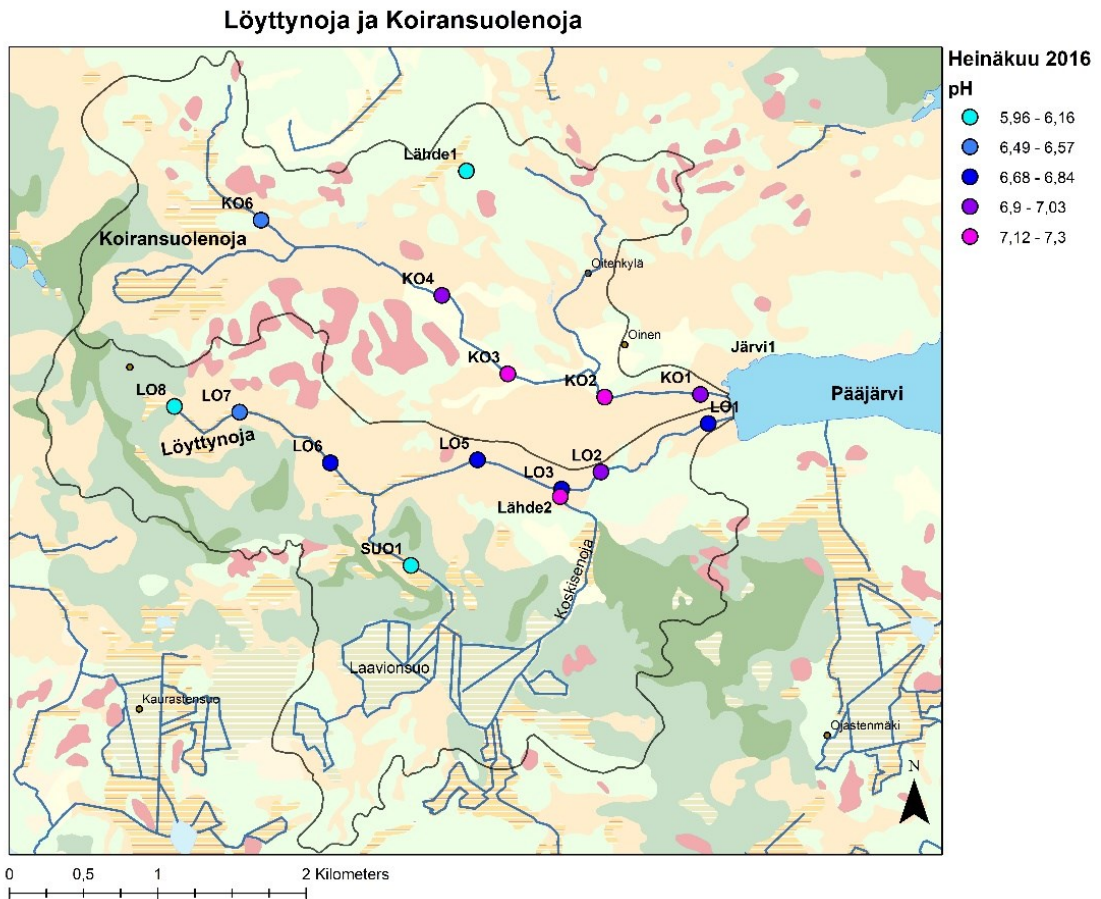 Löyttynoja ja Koiransuolenoja
Heinäkuu 2016
pH
5,96 - 6,16
6,49 - 6,57
6,68 - 6,84
6,9 - 7,03
7,12 - 7,3
Lähde1
KO6
Koiransuolenoja
Oitenkylä
KO4
Oinen
Järvi1
KO3
KO2
KO1
Pääjärvi
LO8
LO7
LO1
Löyttynoja
LO6
LO5
LO2
LO3
Lähde2
SUO1
Koskisenoja
Laavionsuo
Kaurastensuo
Ojastenmäki
N
0 0,5 1 2 Kilometers